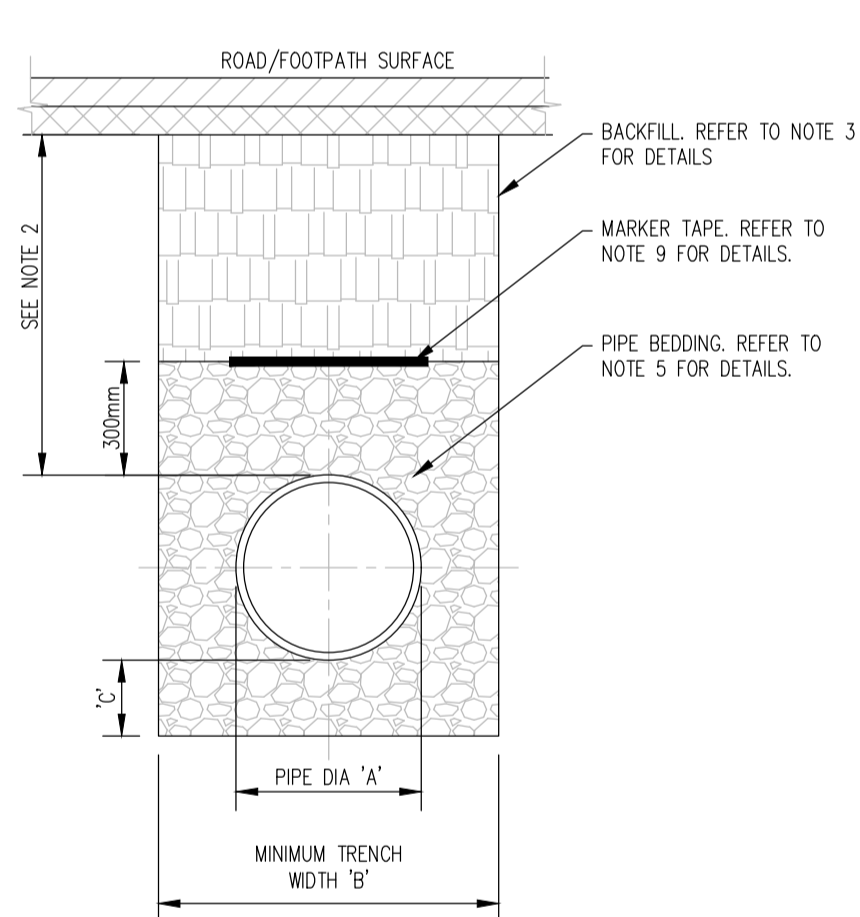 ROAD/FOOTPATH SURFACE
BACKFILL. REFER TO NOTE 3
FOR DETAILS
MARKER TAPE. REFER TO
NOTE 9 FOR DETAILS.
SEE NOTE 2
PIPE BEDDING. REFER TO
NOTE 5 FOR DETAILS.
300mm
'C'
PIPE DIA 'A'
MINIMUM TRENCH
WIDTH 'B'